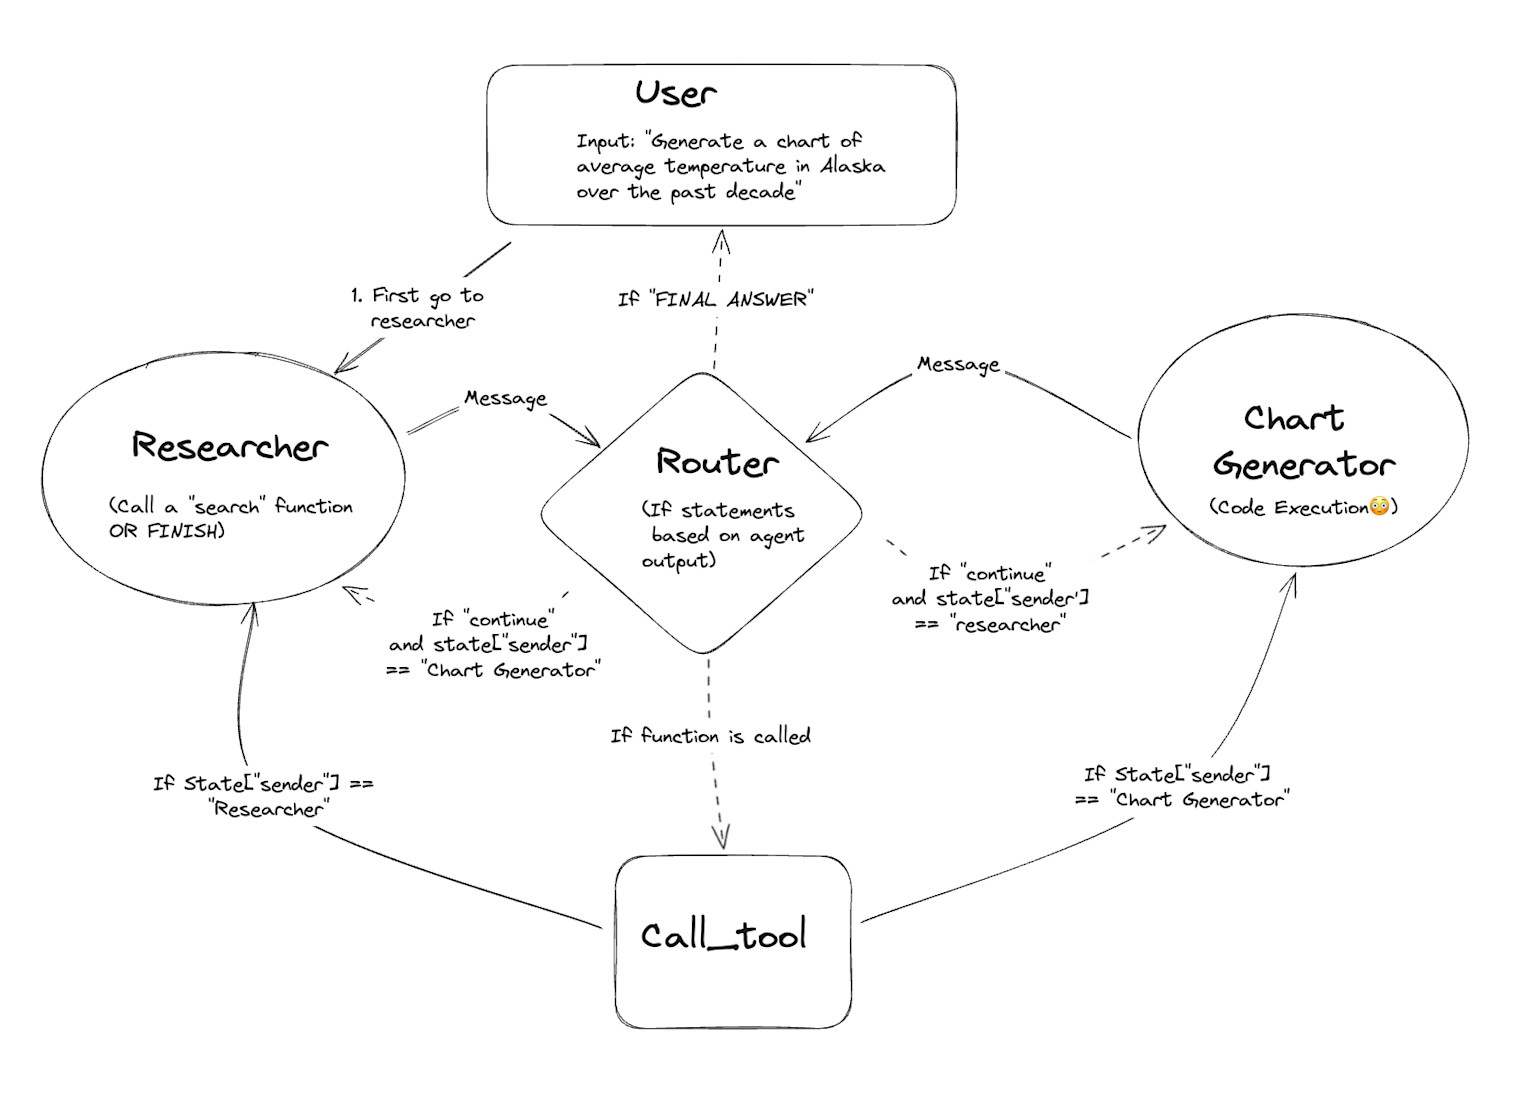 User
Input: "Generate a chart of
average temperature in Alaska
over the past decade"
1. First go to
researcher
If "FINAL ANSWER"
Message
Message
Researcher
(Call a "search" function
OR FINISH)
Router
(If statements
based on agent
output)
Chart
Generator
(Code Execution😳)
If "continue"
and state["sender"]
== "Chart Generator"
If "continue"
and state["sender']
== "researcher"
If function is called
If State["sender"] ==
"Researcher"
If State["sender"]
== "Chart Generator"
Call_tool